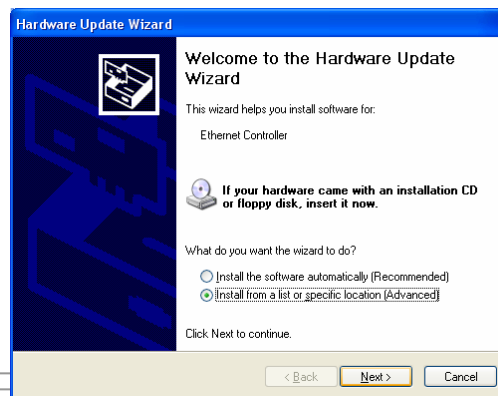 Hardware Update Wizard
Welcome to the Hardware Update
Wizard
This wizard helps you install software for:
Ethernet Controller
If your hardware came with an installation CD
or floppy disk, insert it now.
What do you want the wizard to do?
Install the software automatically (Recommended)
Install from a list or specific location (Advanced)
Click Next to continue.
< Back Next > Cancel